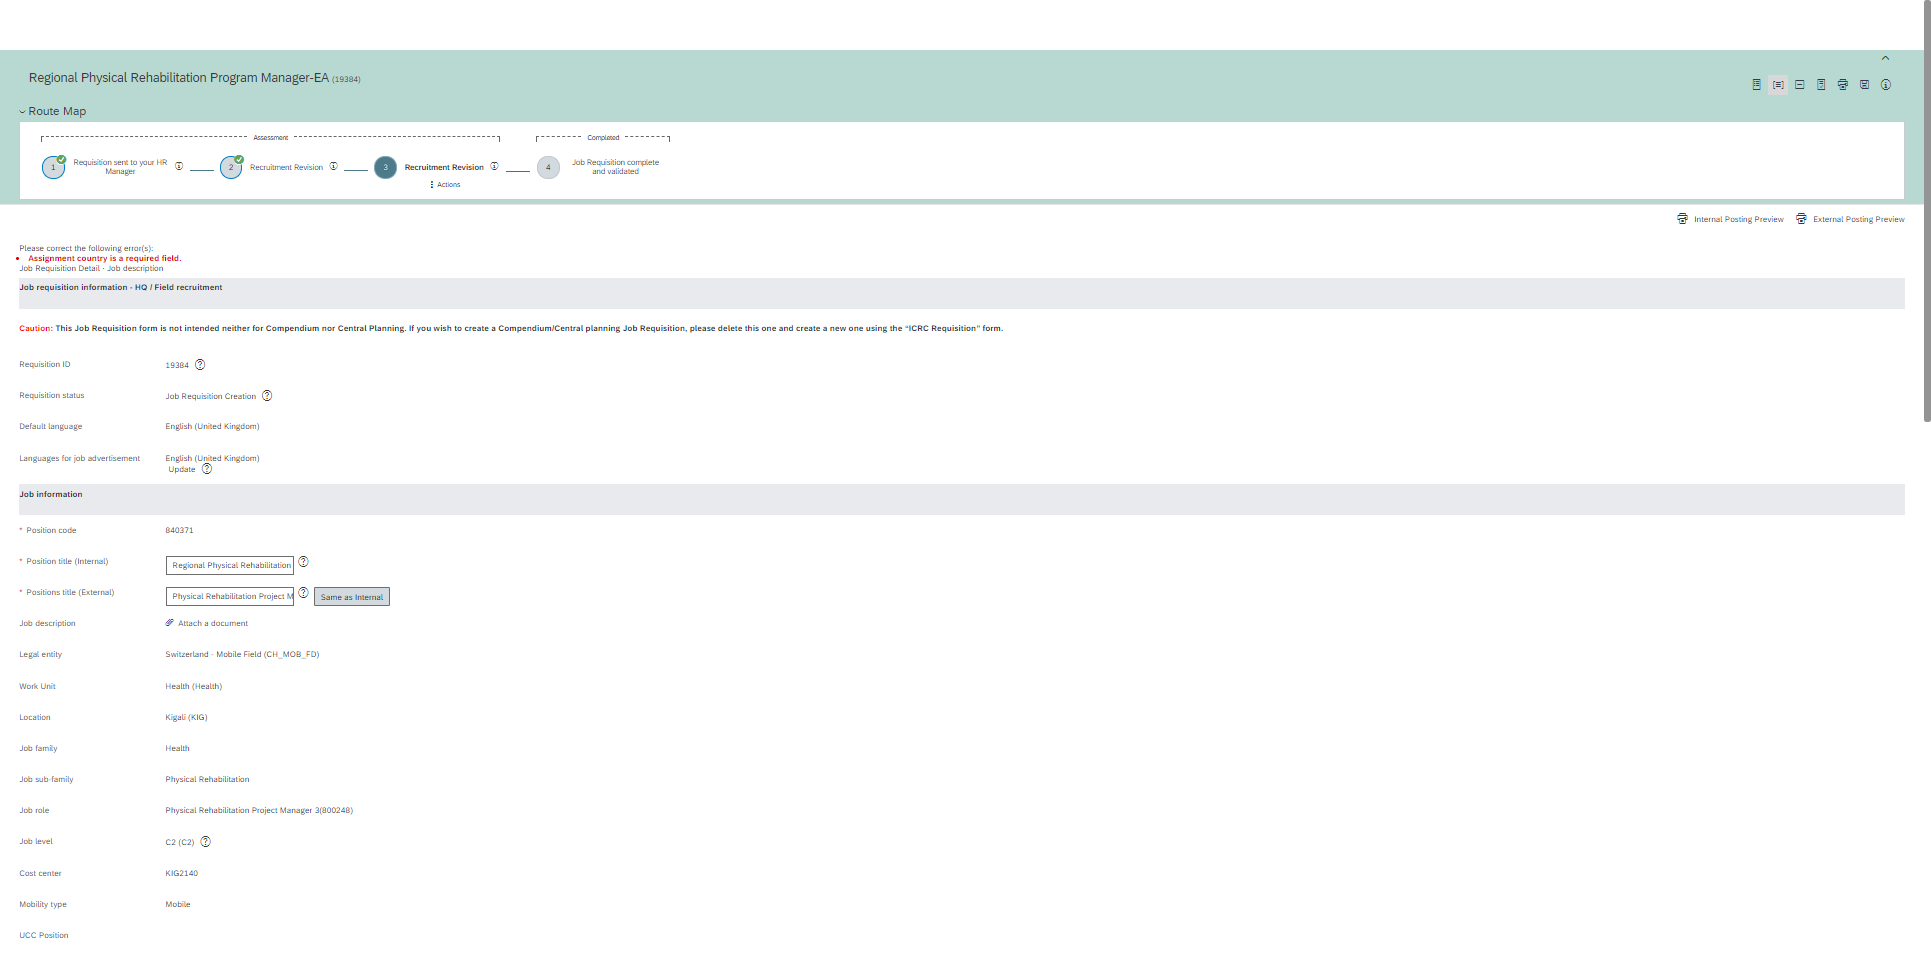 Regional Physical Rehabilitation Program Manager-EA (19384)
Route Map
Assessment
Completed
1
Requisition sent to your HR Manager
2
Recruitment Revision
3
Recruitment Revision
Actions
4
Job Requisition complete and validated
Internal Posting Preview
External Posting Preview
Please correct the following error(s):
• Assignment country is a required field.
Job Requisition Detail - Job description
Job requisition information - HQ / Field recruitment
Caution: This Job Requisition form is not intended neither for Compendium nor Central Planning. If you wish to create a Compendium/Central planning Job Requisition, please delete this one and create a new one using the "ICRC Requisition" form.
Requisition ID 19384
Requisition status Job Requisition Creation
Default language English (United Kingdom)
Languages for job advertisement English (United Kingdom)
Update
Job information
* Position code 840371
* Position title (Internal) Regional Physical Rehabilitation
* Positions title (External) Physical Rehabilitation Project M Same as Internal
Job description Attach a document
Legal entity Switzerland - Mobile Field (CH_MOB_FD)
Work Unit Health (Health)
Location Kigali (KIG)
Job family Health
Job sub-family Physical Rehabilitation
Job role Physical Rehabilitation Project Manager 3(800248)
Job level C2 (C2)
Cost center KIG2140
Mobility type Mobile
UCC Position